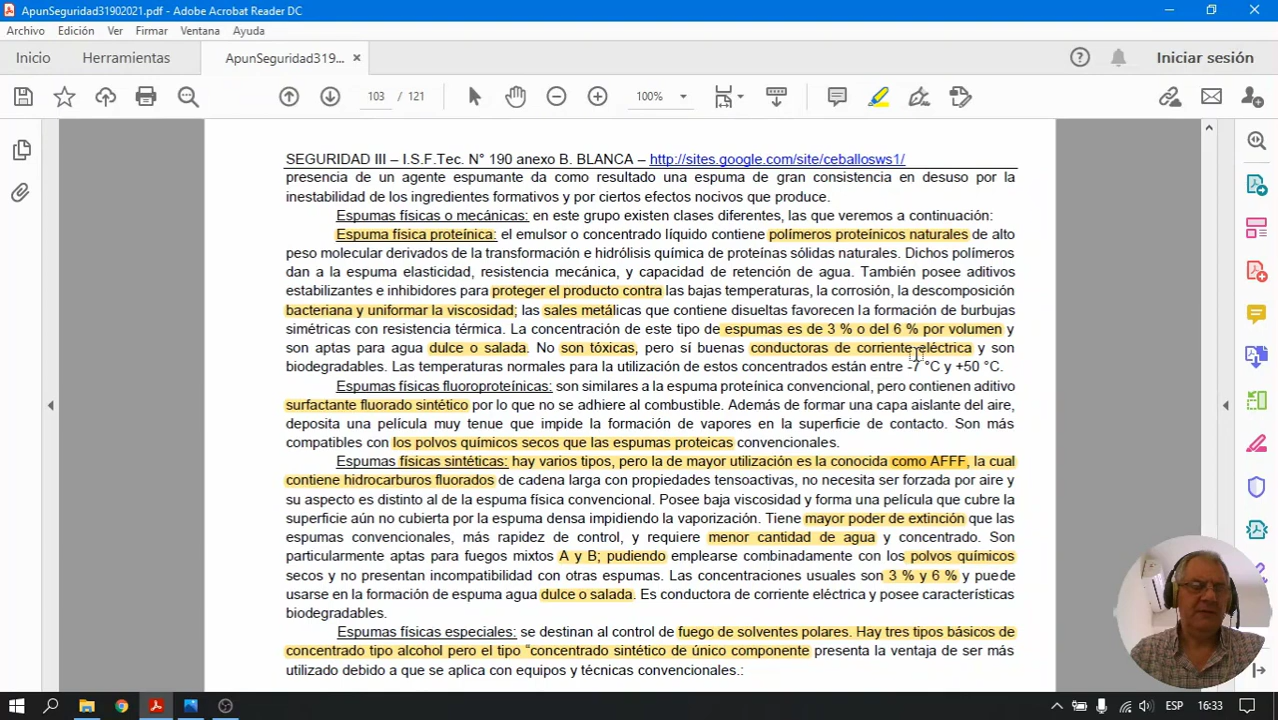 ApunSeguridad31902021.pdf - Adobe Acrobat Reader DC
Archivo Edición Ver Firmar Ventana Ayuda
Inicio Herramientas ApunSeguridad319... × Iniciar sesión
103 / 121 100%
SEGURIDAD III – I.S.F.Tec. N° 190 anexo B. BLANCA – http://sites.google.com/site/ceballosws1/
presencia de un agente espumante da como resultado una espuma de gran consistencia en desuso por la
inestabilidad de los ingredientes formativos y por ciertos efectos nocivos que produce.
Espumas físicas o mecánicas: en este grupo existen clases diferentes, las que veremos a continuación:
Espuma física proteínica: el emulsor o concentrado líquido contiene polímeros proteínicos naturales de alto
peso molecular derivados de la transformación e hidrólisis química de proteínas sólidas naturales. Dichos polímeros
dan a la espuma elasticidad, resistencia mecánica, y capacidad de retención de agua. También posee aditivos
estabilizantes e inhibidores para proteger el producto contra las bajas temperaturas, la corrosión, la descomposición
bacteriana y uniformar la viscosidad; las sales metálicas que contiene disueltas favorecen la formación de burbujas
simétricas con resistencia térmica. La concentración de este tipo de espumas es de 3 % o del 6 % por volumen y
son aptas para agua dulce o salada. No son tóxicas, pero sí buenas conductoras de corriente eléctrica y son
biodegradables. Las temperaturas normales para la utilización de estos concentrados están entre -7 °C y +50 °C.
Espumas físicas fluoroproteínicas: son similares a la espuma proteínica convencional, pero contienen aditivo
surfactante fluorado sintético por lo que no se adhiere al combustible. Además de formar una capa aislante del aire,
deposita una película muy tenue que impide la formación de vapores en la superficie de contacto. Son más
compatibles con los polvos químicos secos que las espumas proteicas convencionales.
Espumas físicas sintéticas: hay varios tipos, pero la de mayor utilización es la conocida como AFFF, la cual
contiene hidrocarburos fluorados de cadena larga con propiedades tensoactivas, no necesita ser forzada por aire y
su aspecto es distinto al de la espuma física convencional. Posee baja viscosidad y forma una película que cubre la
superficie aún no cubierta por la espuma densa impidiendo la vaporización. Tiene mayor poder de extinción que las
espumas convencionales, más rapidez de control, y requiere menor cantidad de agua y concentrado. Son
particularmente aptas para fuegos mixtos A y B; pudiendo emplearse combinadamente con los polvos químicos
secos y no presentan incompatibilidad con otras espumas. Las concentraciones usuales son 3 % y 6 % y puede
usarse en la formación de espuma agua dulce o salada. Es conductora de corriente eléctrica y posee características
biodegradables.
Espumas físicas especiales: se destinan al control de fuego de solventes polares. Hay tres tipos básicos de
concentrado tipo alcohol pero el tipo “concentrado sintético de único componente presenta la ventaja de ser más
utilizado debido a que se aplica con equipos y técnicas convencionales.:
ESP 16:33